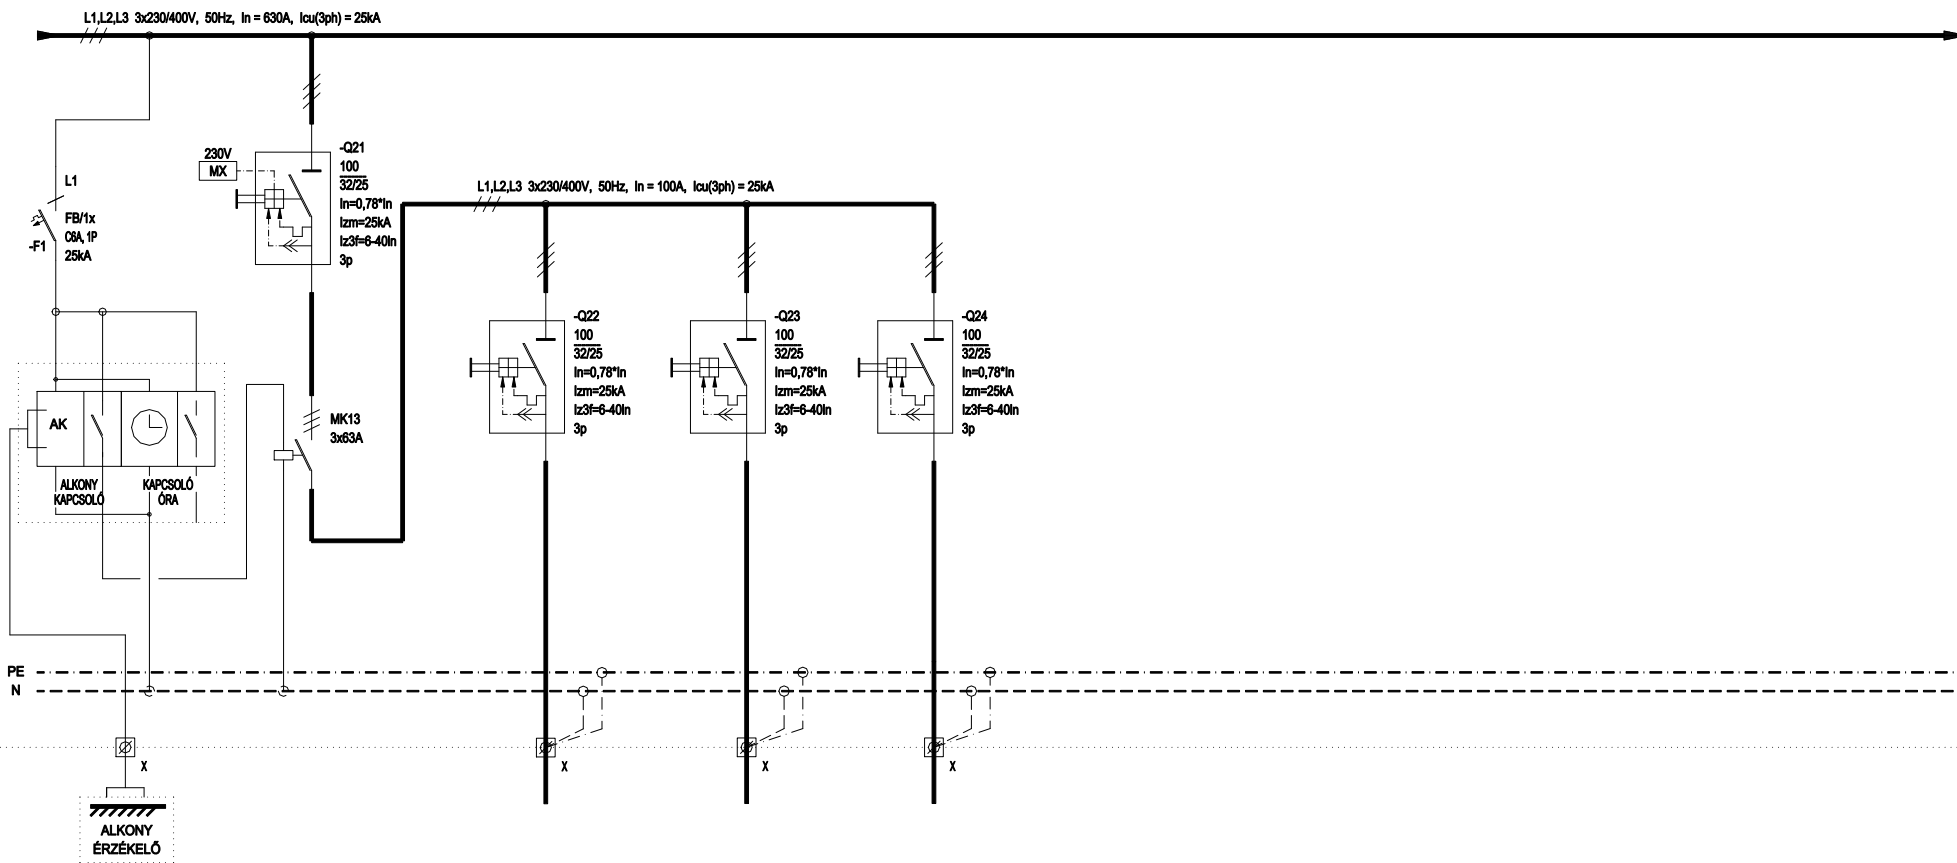 L1,L2,L3 3x230/400V, 50Hz, In = 630A, Icu(3ph) = 25kA
L1
FB/1x
C6A, 1P
25kA
-F1
230V
MX
-Q21
100
32/25
In=0,78*In
Izm=25kA
Iz3f=6-40In
3p
L1,L2,L3 3x230/400V, 50Hz, In = 100A, Icu(3ph) = 25kA
-Q22
100
32/25
In=0,78*In
Izm=25kA
Iz3f=6-40In
3p
-Q23
100
32/25
In=0,78*In
Izm=25kA
Iz3f=6-40In
3p
-Q24
100
32/25
In=0,78*In
Izm=25kA
Iz3f=6-40In
3p
AK
ALKONY
KAPCSOLÓ
KAPCSOLÓ
ÓRA
MK13
3x63A
PE
N
X
X
X
X
ALKONY
ÉRZÉKELŐ